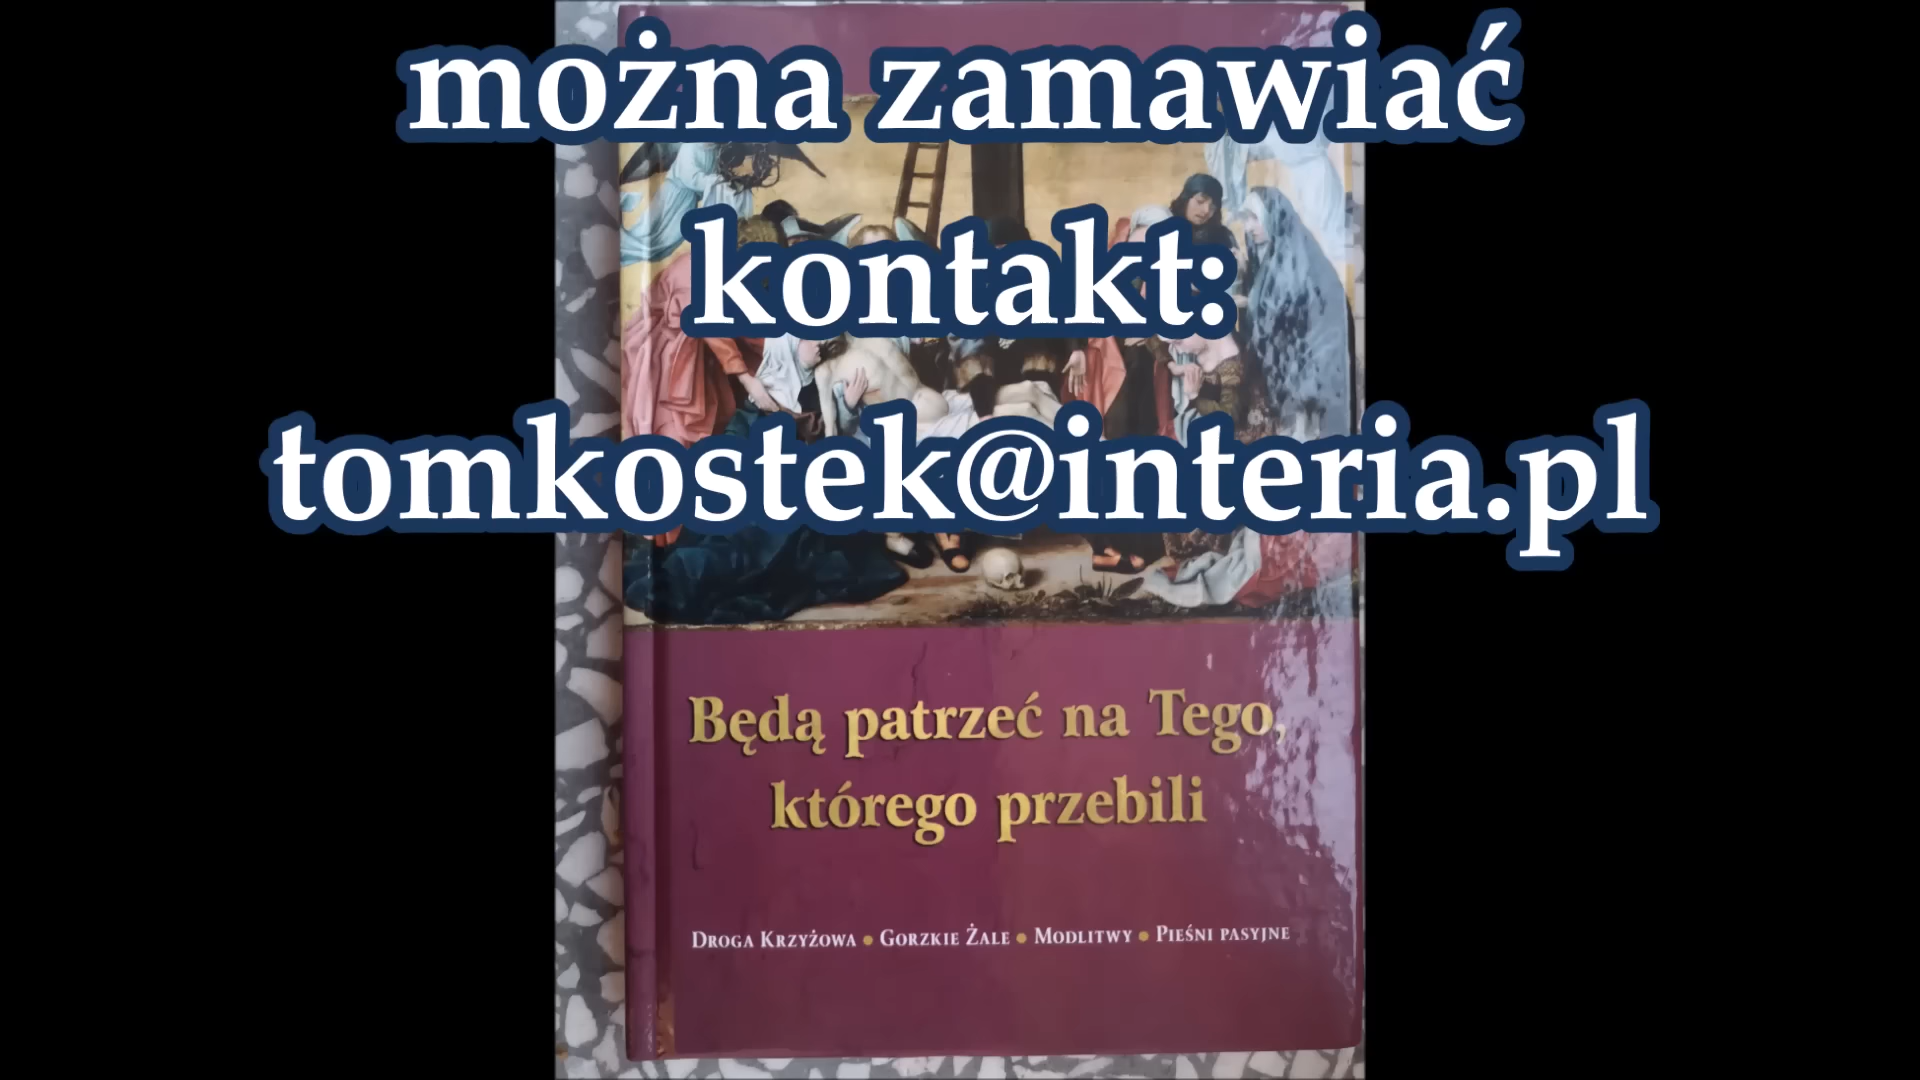 można zamawiać
kontakt:
tomkostek@interia.pl
Będą patrzeć na Tego,
którego przebili
Droga Krzyżowa • Gorzkie Żale • Modlitwy • Pieśni pasyjne